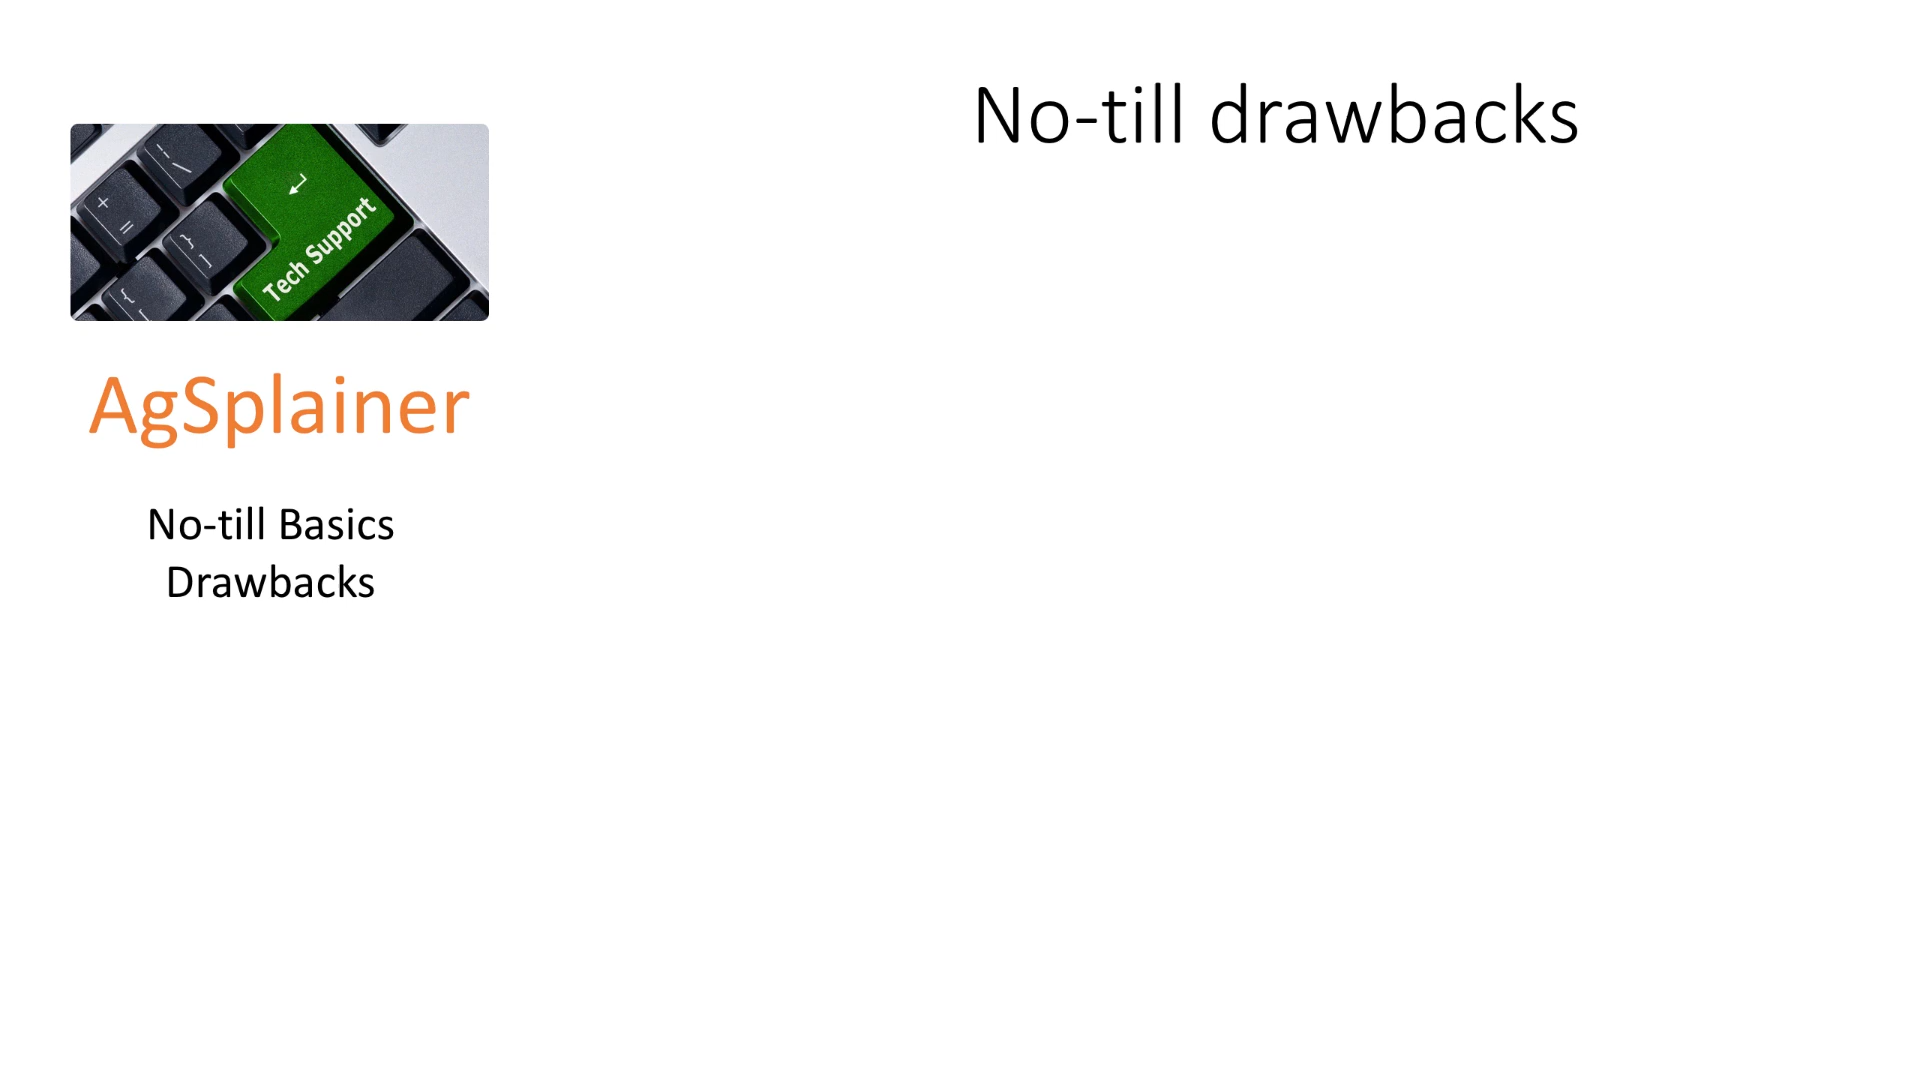 No-till drawbacks
Tech Support
AgSplainer
No-till Basics
Drawbacks